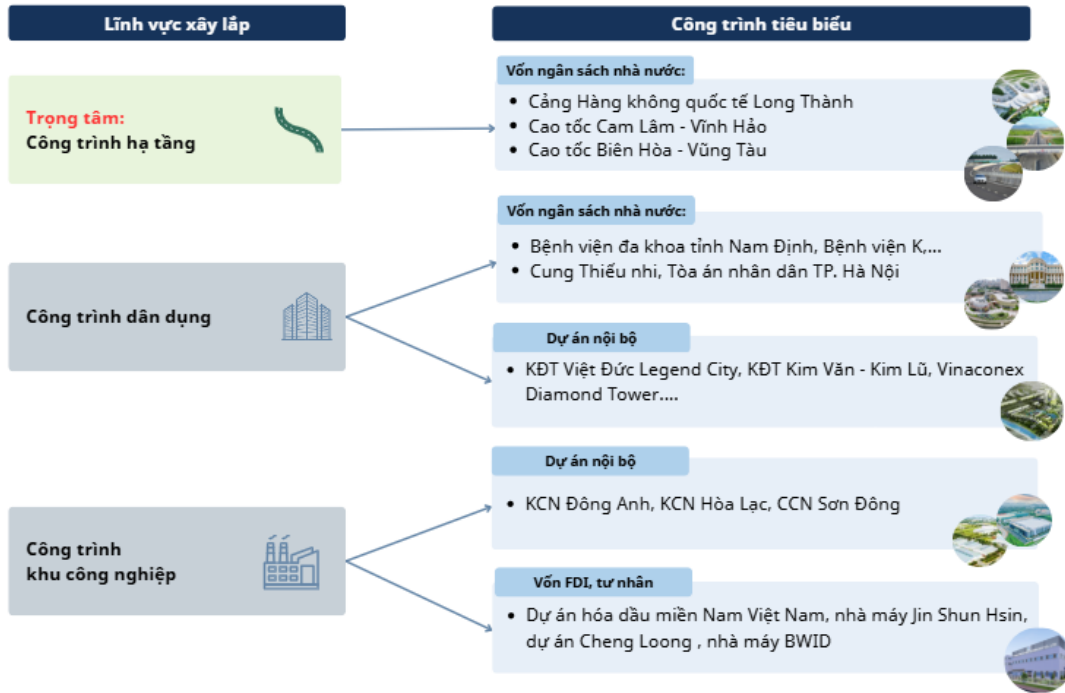 Lĩnh vực xây lắp
Công trình tiêu biểu
Trọng tâm:
Công trình hạ tầng
Vốn ngân sách nhà nước:
• Cảng Hàng không quốc tế Long Thành
• Cao tốc Cam Lâm - Vĩnh Hảo
• Cao tốc Biên Hòa - Vũng Tàu
Công trình dân dụng
Vốn ngân sách nhà nước:
• Bệnh viện đa khoa tỉnh Nam Định, Bệnh viện K,...
• Cung Thiếu nhi, Tòa án nhân dân TP. Hà Nội
Dự án nội bộ
• KĐT Việt Đức Legend City, KĐT Kim Văn - Kim Lũ, Vinaconex
Diamond Tower....
Công trình
khu công nghiệp
Dự án nội bộ
• KCN Đông Anh, KCN Hòa Lạc, CCN Sơn Đông
Vốn FDI, tư nhân
• Dự án hóa dầu miền Nam Việt Nam, nhà máy Jin Shun Hsin,
dự án Cheng Loong , nhà máy BWID